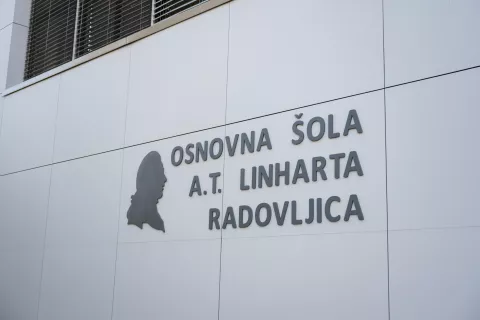 OSNOVNA ŠOLA
A.T. LINHARTA
RADOVLJICA